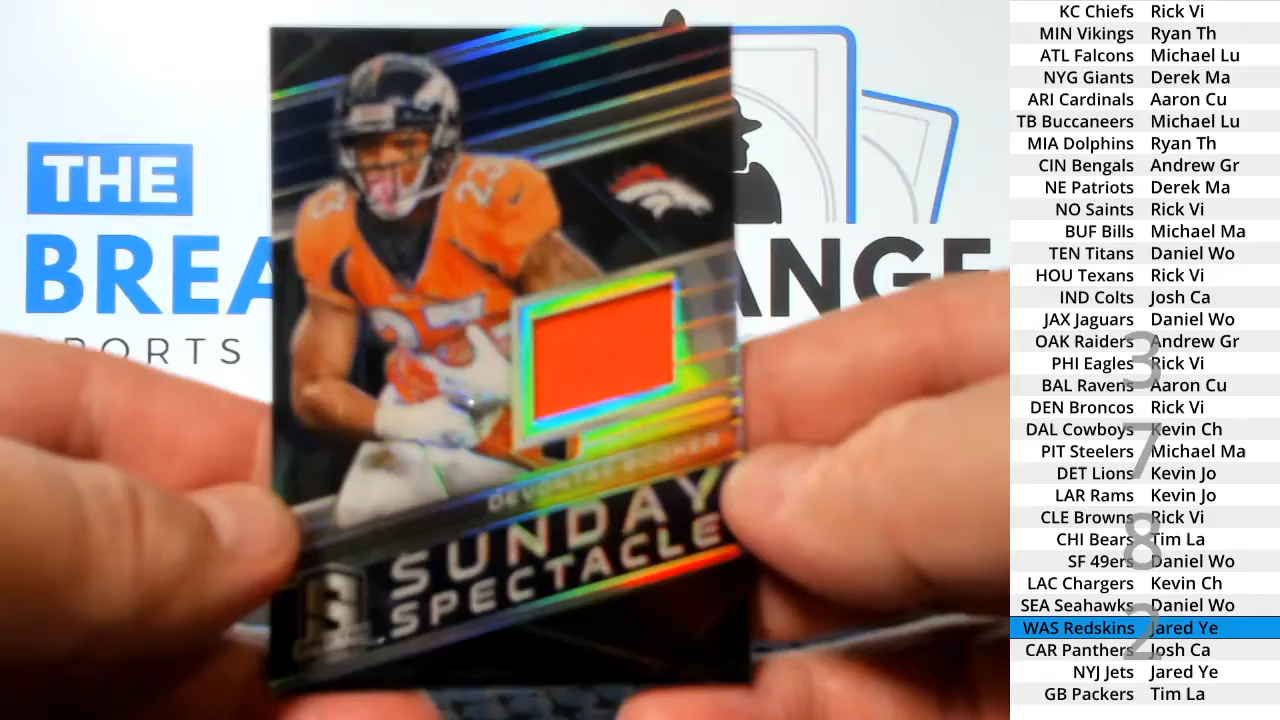 THE
BREA
ANGE
PORTS
23
DEVONTAE BOOKER
SUNDAY
SPECTACLE
KC Chiefs Rick Vi
MIN Vikings Ryan Th
ATL Falcons Michael Lu
NYG Giants Derek Ma
ARI Cardinals Aaron Cu
TB Buccaneers Michael Lu
MIA Dolphins Ryan Th
CIN Bengals Andrew Gr
NE Patriots Derek Ma
NO Saints Rick Vi
BUF Bills Michael Ma
TEN Titans Daniel Wo
HOU Texans Rick Vi
IND Colts Josh Ca
JAX Jaguars Daniel Wo
OAK Raiders Andrew Gr
PHI Eagles Rick Vi
BAL Ravens Aaron Cu
DEN Broncos Rick Vi
DAL Cowboys Kevin Ch
PIT Steelers Michael Ma
DET Lions Kevin Jo
LAR Rams Kevin Jo
CLE Browns Rick Vi
CHI Bears Tim La
SF 49ers Daniel Wo
LAC Chargers Kevin Ch
SEA Seahawks Daniel Wo
WAS Redskins Jared Ye
CAR Panthers Josh Ca
NYJ Jets Jared Ye
GB Packers Tim La
3
7
8
2